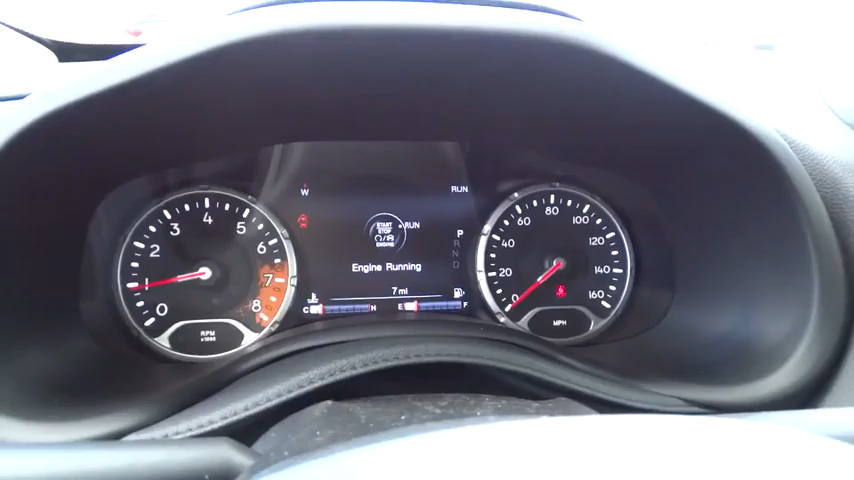 0 1 2 3 4 5 6 7 8
RPM
x1000
W
RUN
START
STOP
ENGINE
RUN
Engine Running
7 mi
C H
E F
P
R
N
D
0 20 40 60 80 100 120 140 160
MPH